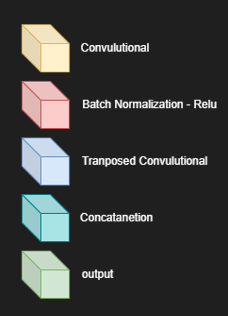 Convulutional
Batch Normalization - Relu
Tranposed Convulutional
Concatanetion
output